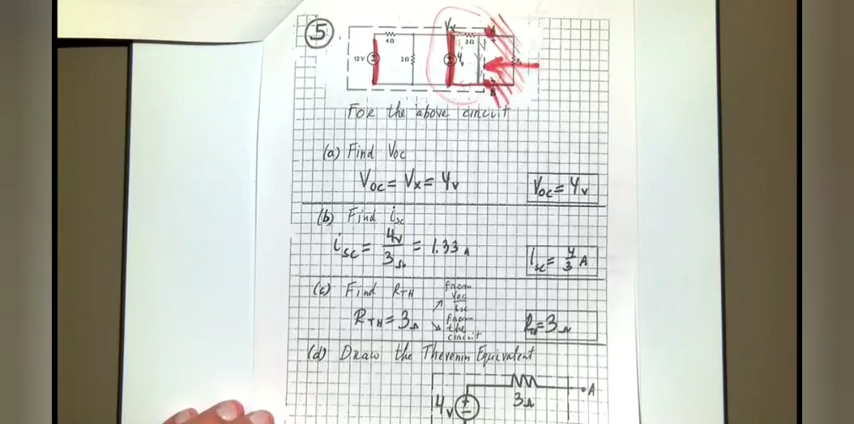 5
Vx
4Ω
12V
2Ω
3Ω
4v
A
B
For the above circuit
(a) Find Voc
Voc = Vx = 4v
Voc = 4v
(b) Find isc
isc = 4v / 3Ω = 1.33 A
Isc = 4/3 A
(c) Find RTH
RTH = 3Ω
from
Voc
isc
from
the
circuit
RTH = 3Ω
(d) Draw the Thevenin Equivalent
A
4v
3Ω